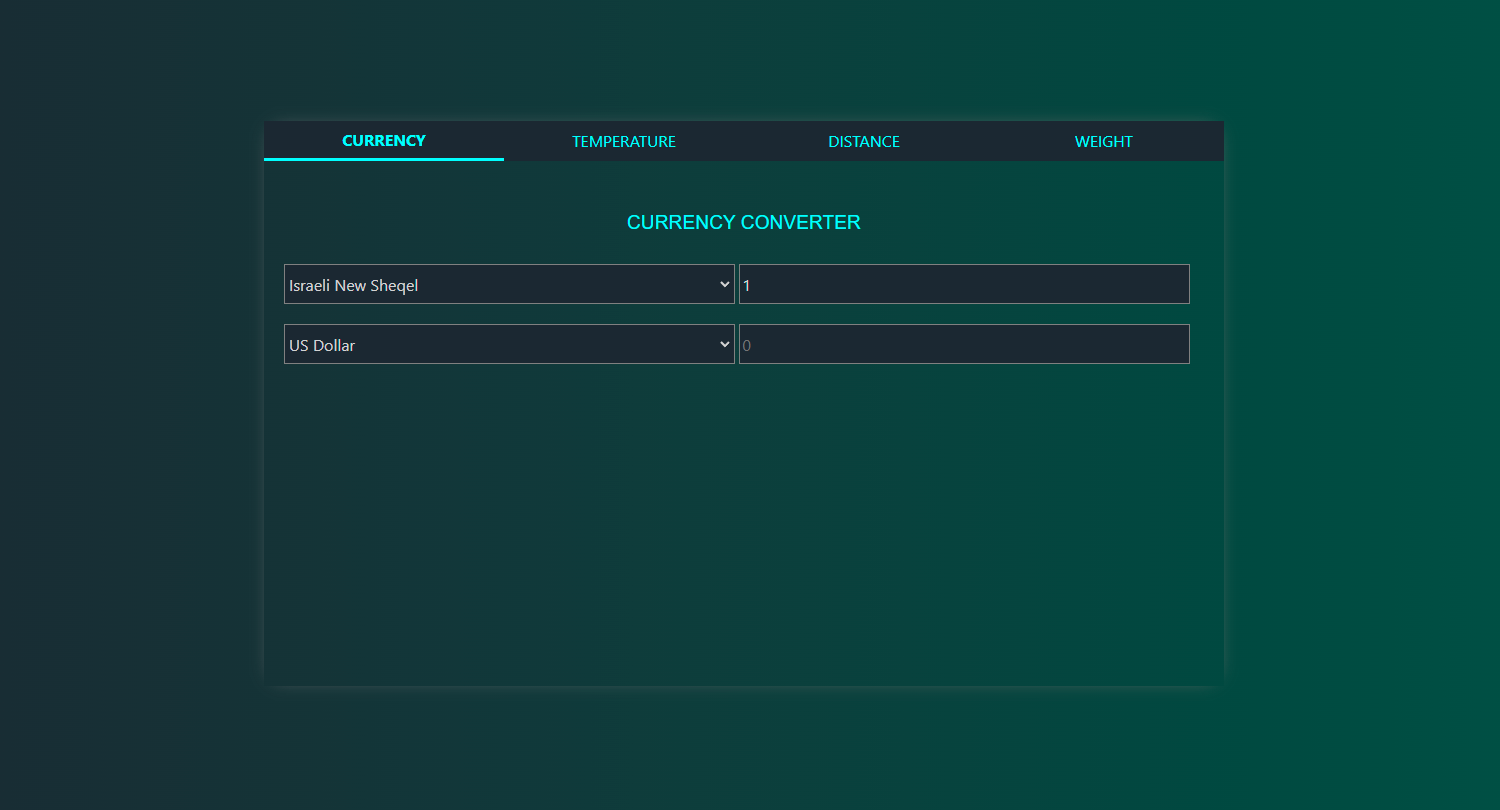 CURRENCY TEMPERATURE DISTANCE WEIGHT
CURRENCY CONVERTER
Israeli New Sheqel 1
US Dollar 0